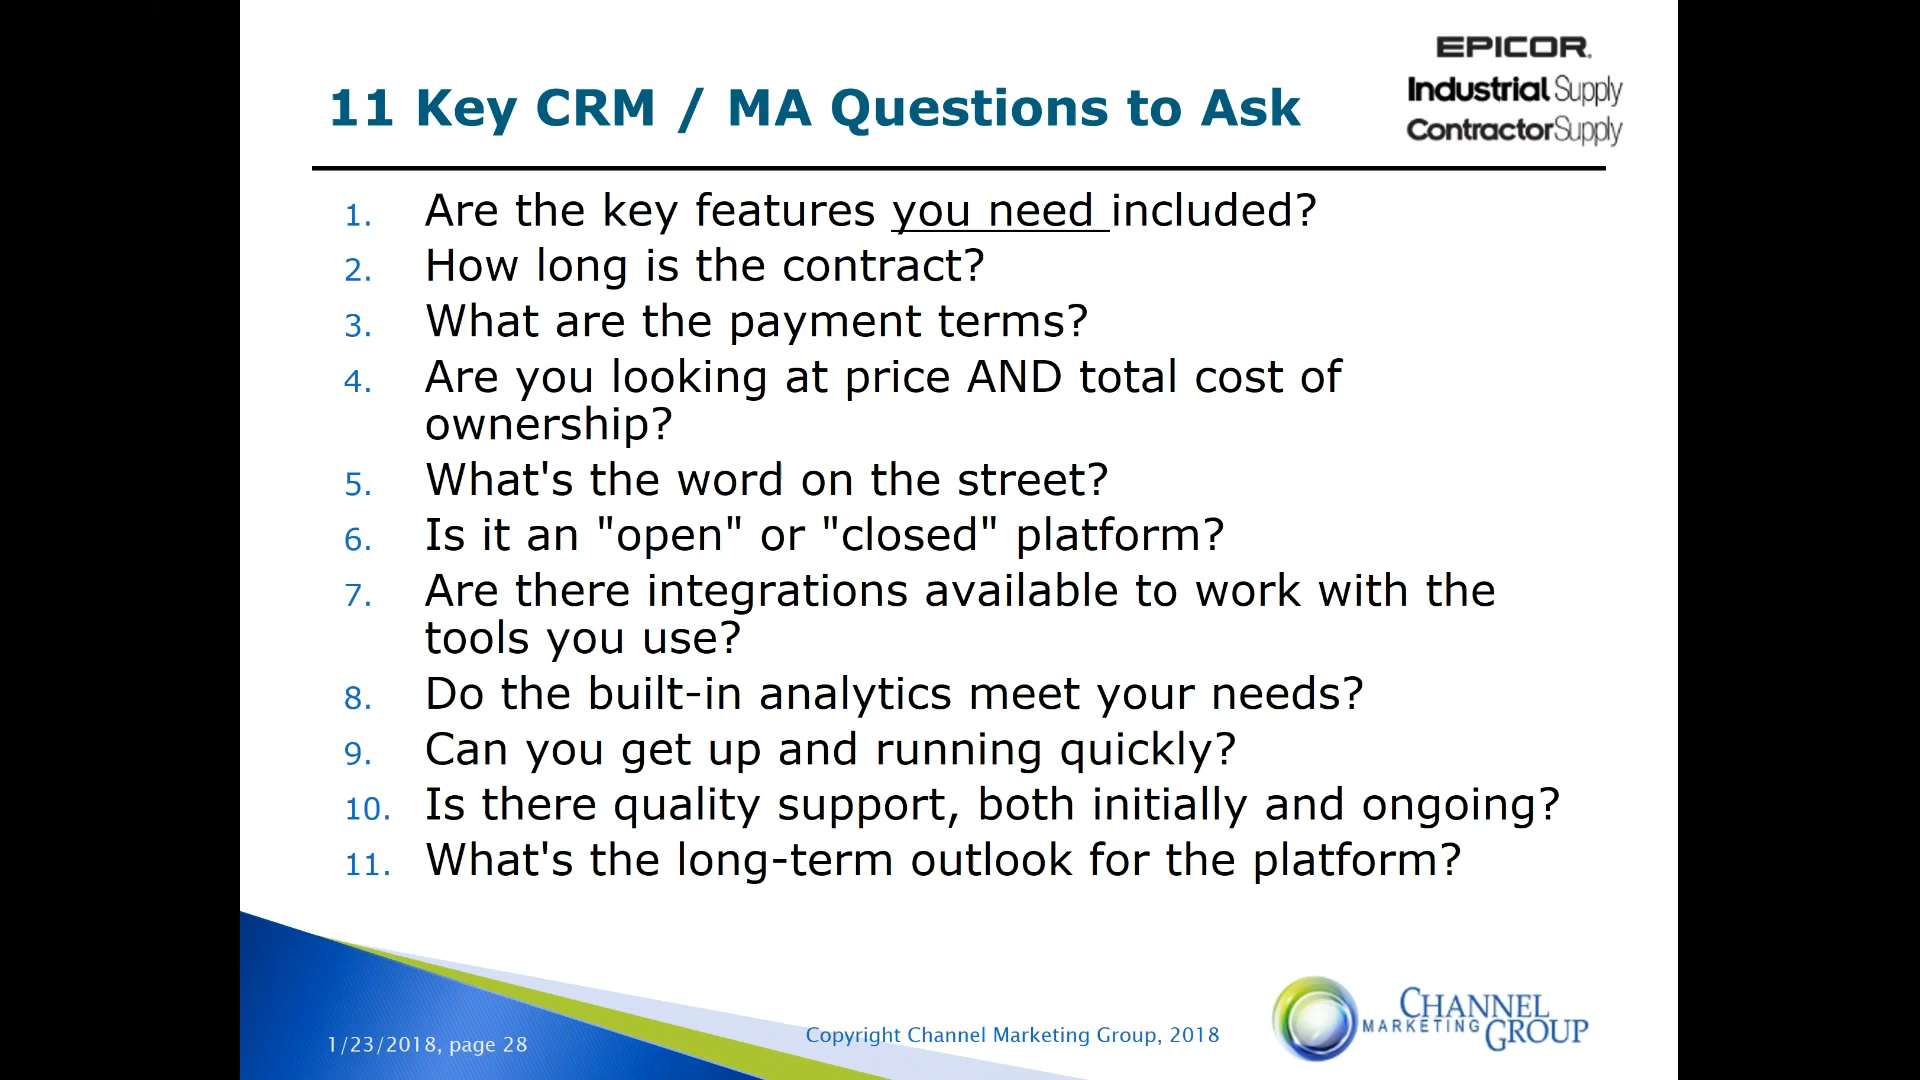 11 Key CRM / MA Questions to Ask
EPICOR.
Industrial Supply
Contractor Supply
1. Are the key features you need included?
2. How long is the contract?
3. What are the payment terms?
4. Are you looking at price AND total cost of
ownership?
5. What's the word on the street?
6. Is it an "open" or "closed" platform?
7. Are there integrations available to work with the
tools you use?
8. Do the built-in analytics meet your needs?
9. Can you get up and running quickly?
10. Is there quality support, both initially and ongoing?
11. What's the long-term outlook for the platform?
1/23/2018, page 28
Copyright Channel Marketing Group, 2018
CHANNEL
MARKETING GROUP